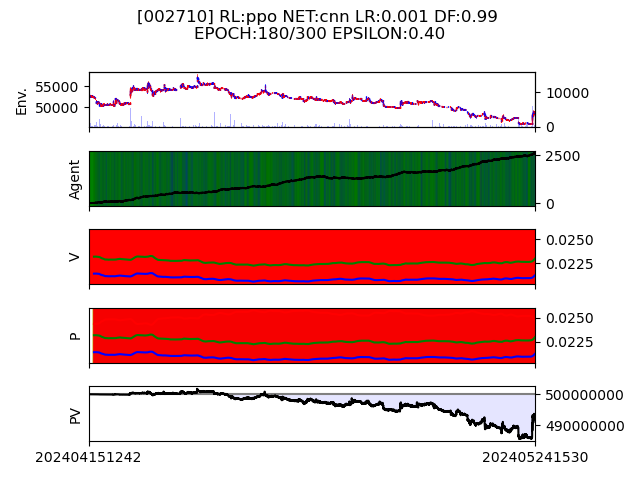 [002710] RL:ppo NET:cnn LR:0.001 DF:0.99
EPOCH:180/300 EPSILON:0.40
Env.
55000
50000
10000
0
Agent
2500
0
V
0.0250
0.0225
P
0.0250
0.0225
PV
500000000
490000000
202404151242
202405241530